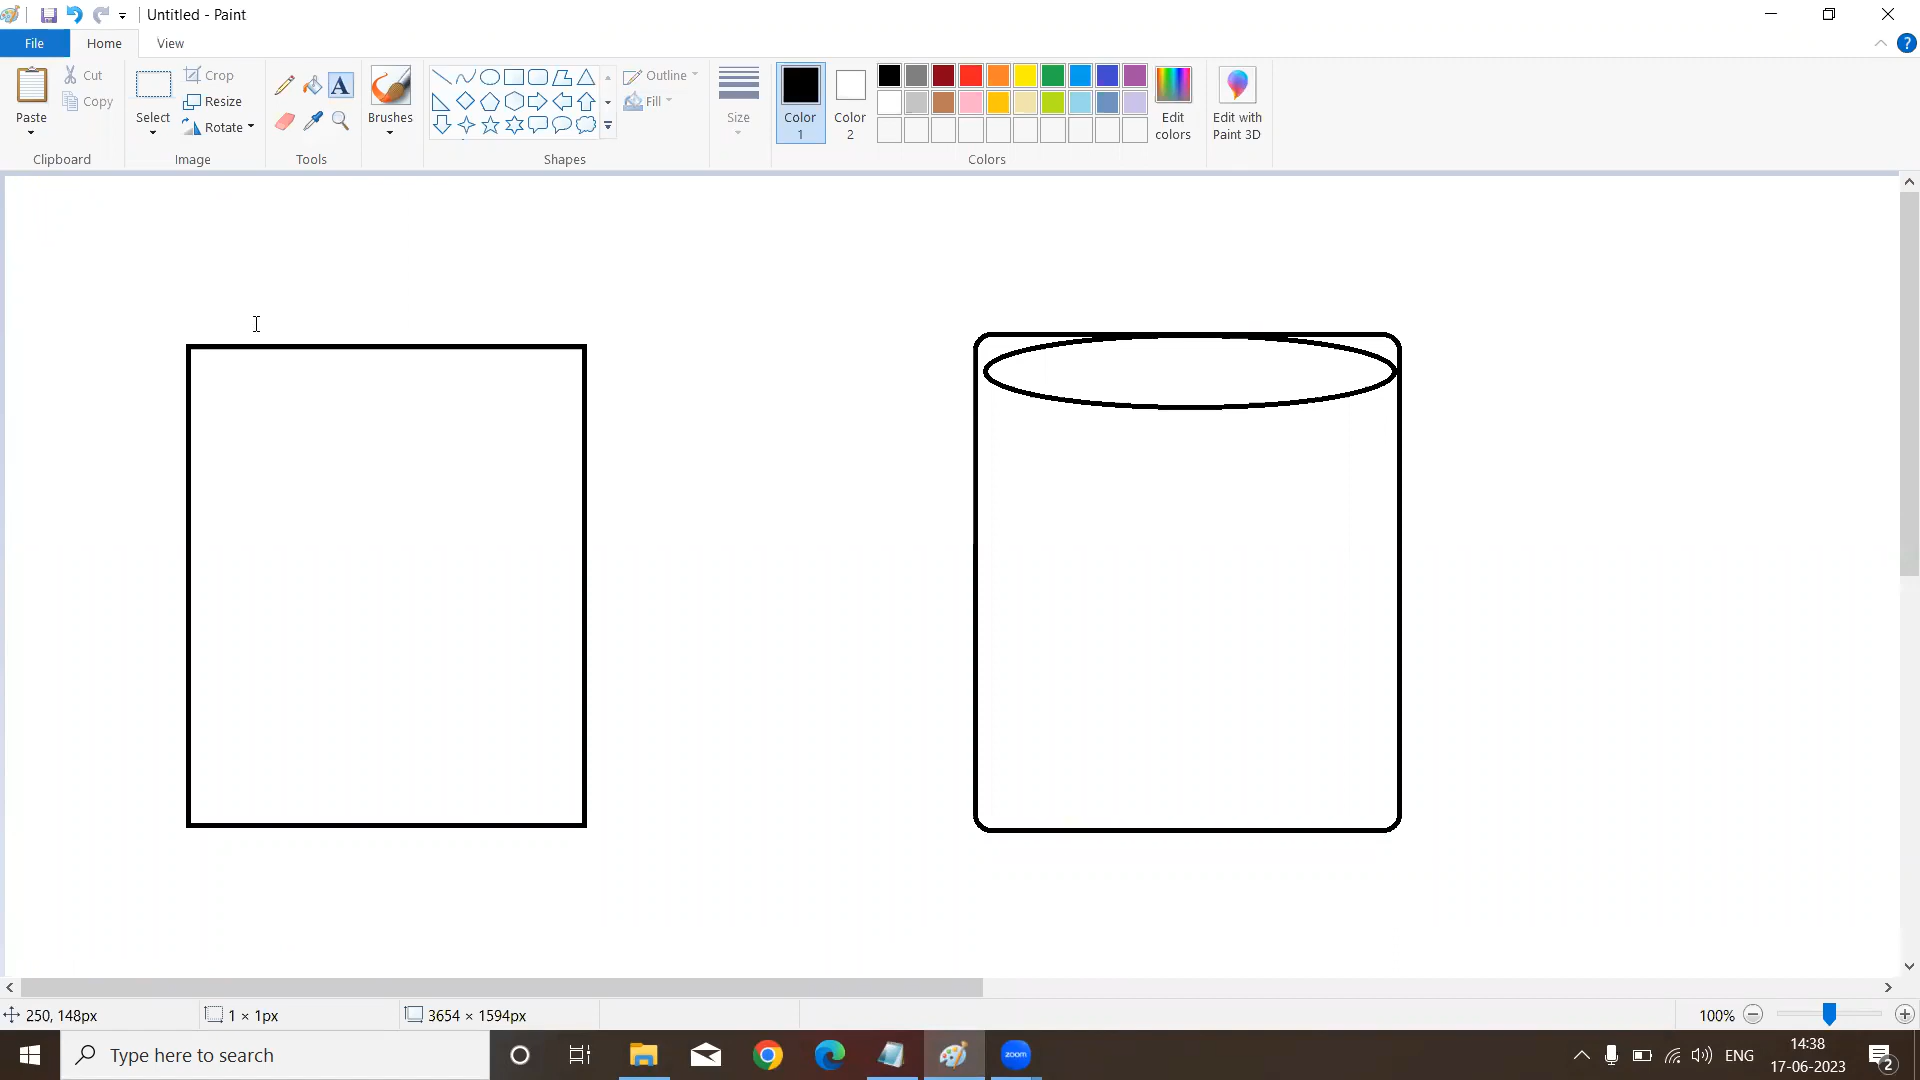 Untitled - Paint
File
Home
View
Paste
Cut
Copy
Clipboard
Select
Crop
Resize
Rotate
Image
A
Tools
Brushes
Shapes
Outline
Fill
Size
Color
1
Color
2
Colors
Edit
colors
Edit with
Paint 3D
?
250, 148px
1 × 1px
3654 × 1594px
100%
Type here to search
zoom
ENG
14:38
17-06-2023
2